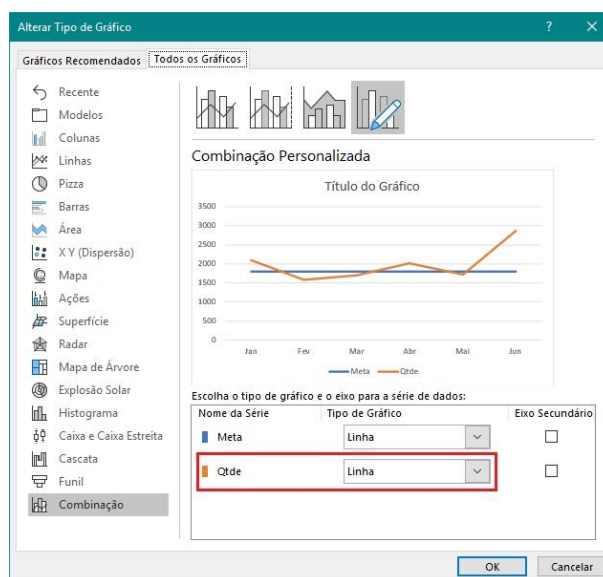 Alterar Tipo de Gráfico
? ×
Gráficos Recomendados Todos os Gráficos
Recente
Modelos
Colunas
Linhas
Pizza
Barras
Área
X Y (Dispersão)
Mapa
Ações
Superfície
Radar
Mapa de Árvore
Explosão Solar
Histograma
Caixa e Caixa Estreita
Cascata
Funil
Combinação
Combinação Personalizada
Título do Gráfico
3500
3000
2500
2000
1500
1000
500
0
Jan Fev Mar Abr Mai Jun
Meta Qtde
Escolha o tipo de gráfico e o eixo para a série de dados:
Nome da Série Tipo de Gráfico Eixo Secundário
Meta Linha
Qtde Linha
OK Cancelar